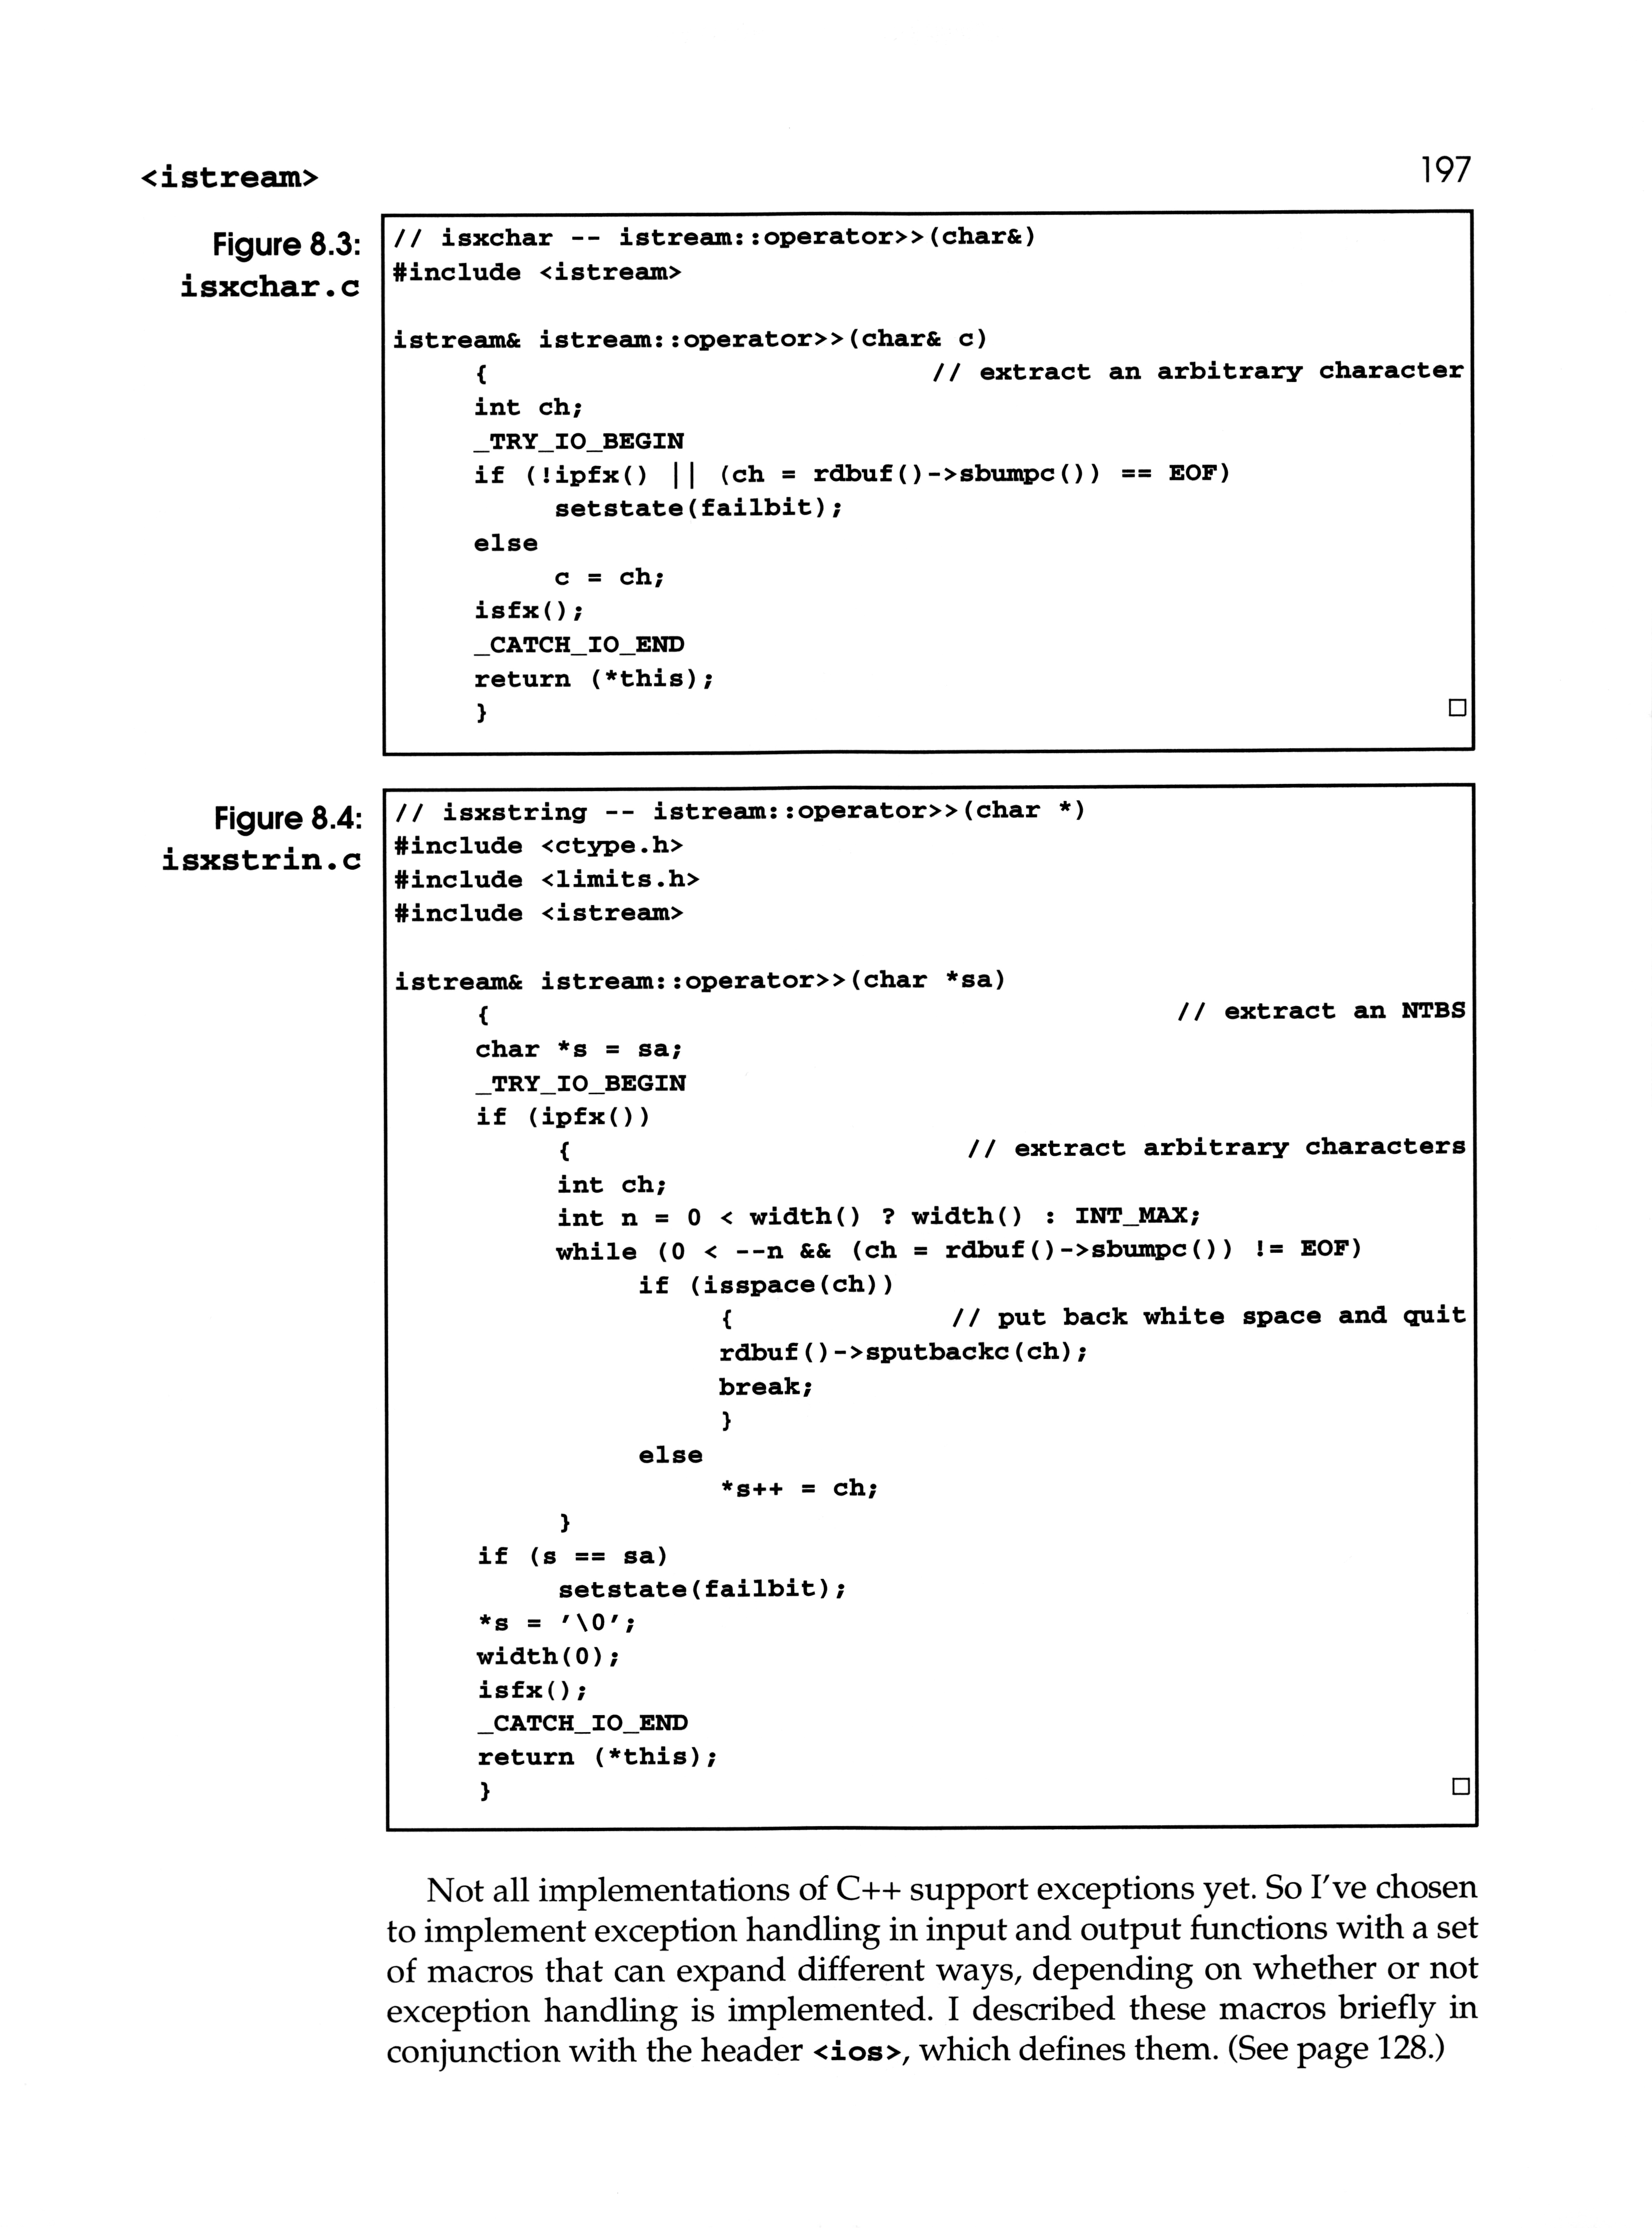 <istream>
197
Figure 8.3:
isxchar.c
// isxchar -- istream::operator>>(char&)
#include <istream>
istream& istream::operator>>(char& c)
{ // extract an arbitrary character
int ch;
_TRY_IO_BEGIN
if (!ipfx() || (ch = rdbuf()->sbumpc()) == EOF)
setstate(failbit);
else
c = ch;
isfx();
_CATCH_IO_END
return (*this);
}
Figure 8.4:
isxstrin.c
// isxstring -- istream::operator>>(char *)
#include <ctype.h>
#include <limits.h>
#include <istream>
istream& istream::operator>>(char *sa)
{ // extract an NTBS
char *s = sa;
_TRY_IO_BEGIN
if (ipfx())
{ // extract arbitrary characters
int ch;
int n = 0 < width() ? width() : INT_MAX;
while (0 < --n && (ch = rdbuf()->sbumpc()) != EOF)
if (isspace(ch))
{ // put back white space and quit
rdbuf()->sputbackc(ch);
break;
}
else
*s++ = ch;
}
if (s == sa)
setstate(failbit);
*s = '\0';
width(0);
isfx();
_CATCH_IO_END
return (*this);
}
Not all implementations of C++ support exceptions yet. So I've chosen
to implement exception handling in input and output functions with a set
of macros that can expand different ways, depending on whether or not
exception handling is implemented. I described these macros briefly in
conjunction with the header <ios>, which defines them. (See page 128.)